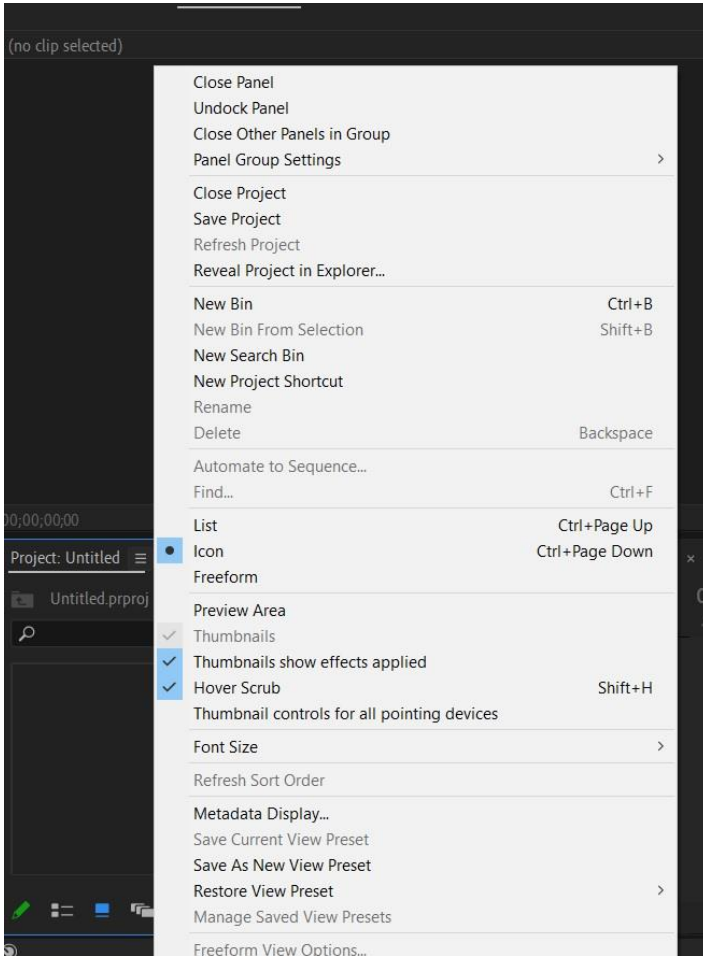 (no clip selected)
Close Panel
Undock Panel
Close Other Panels in Group
Panel Group Settings
Close Project
Save Project
Refresh Project
Reveal Project in Explorer...
New Bin Ctrl+B
New Bin From Selection Shift+B
New Search Bin
New Project Shortcut
Rename
Delete Backspace
Automate to Sequence...
Find... Ctrl+F
00;00;00;00
List Ctrl+Page Up
Project: Untitled
Icon Ctrl+Page Down
Freeform
Untitled.prproj
Preview Area
Thumbnails
Thumbnails show effects applied
Hover Scrub Shift+H
Thumbnail controls for all pointing devices
Font Size
Refresh Sort Order
Metadata Display...
Save Current View Preset
Save As New View Preset
Restore View Preset
Manage Saved View Presets
Freeform View Options...